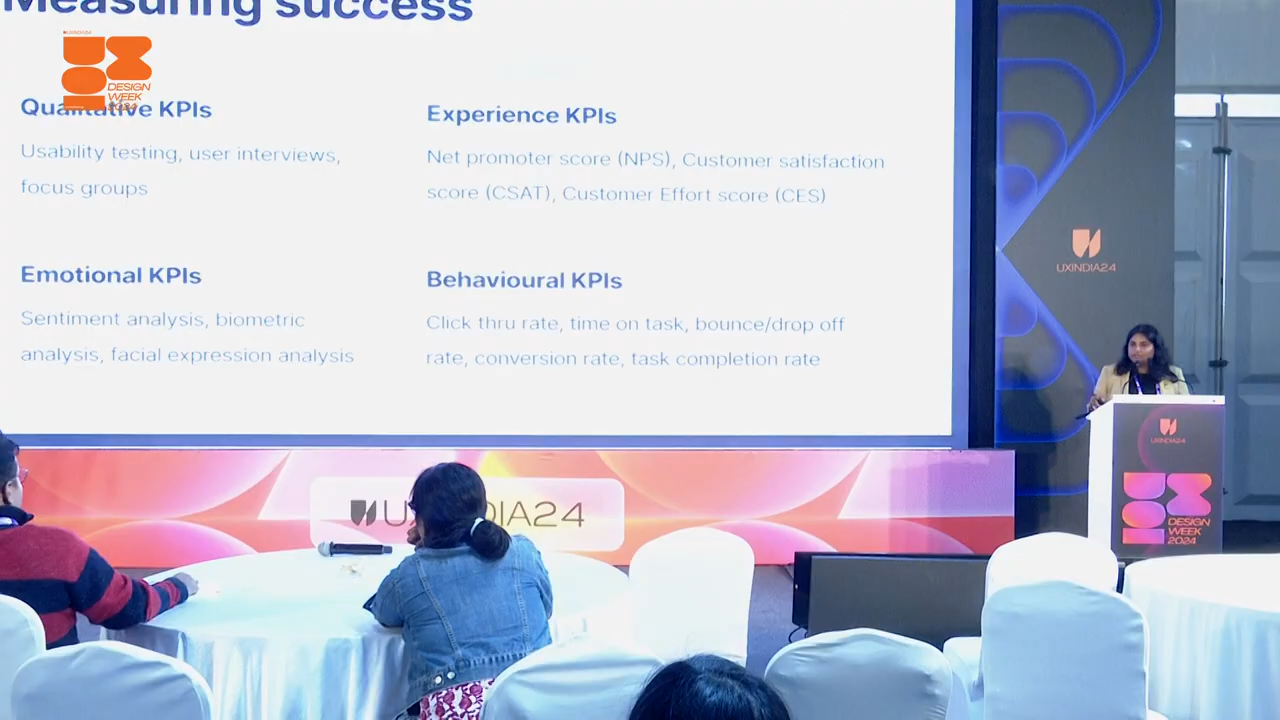 Measuring success
UXINDIA24
DESIGN
WEEK
2024
Qualitative KPIs
Usability testing, user interviews,
focus groups
Experience KPIs
Net promoter score (NPS), Customer satisfaction
score (CSAT), Customer Effort score (CES)
Emotional KPIs
Sentiment analysis, biometric
analysis, facial expression analysis
Behavioural KPIs
Click thru rate, time on task, bounce/drop off
rate, conversion rate, task completion rate
UXINDIA24
UXINDIA24
DESIGN
WEEK
2024
UXINDIA24